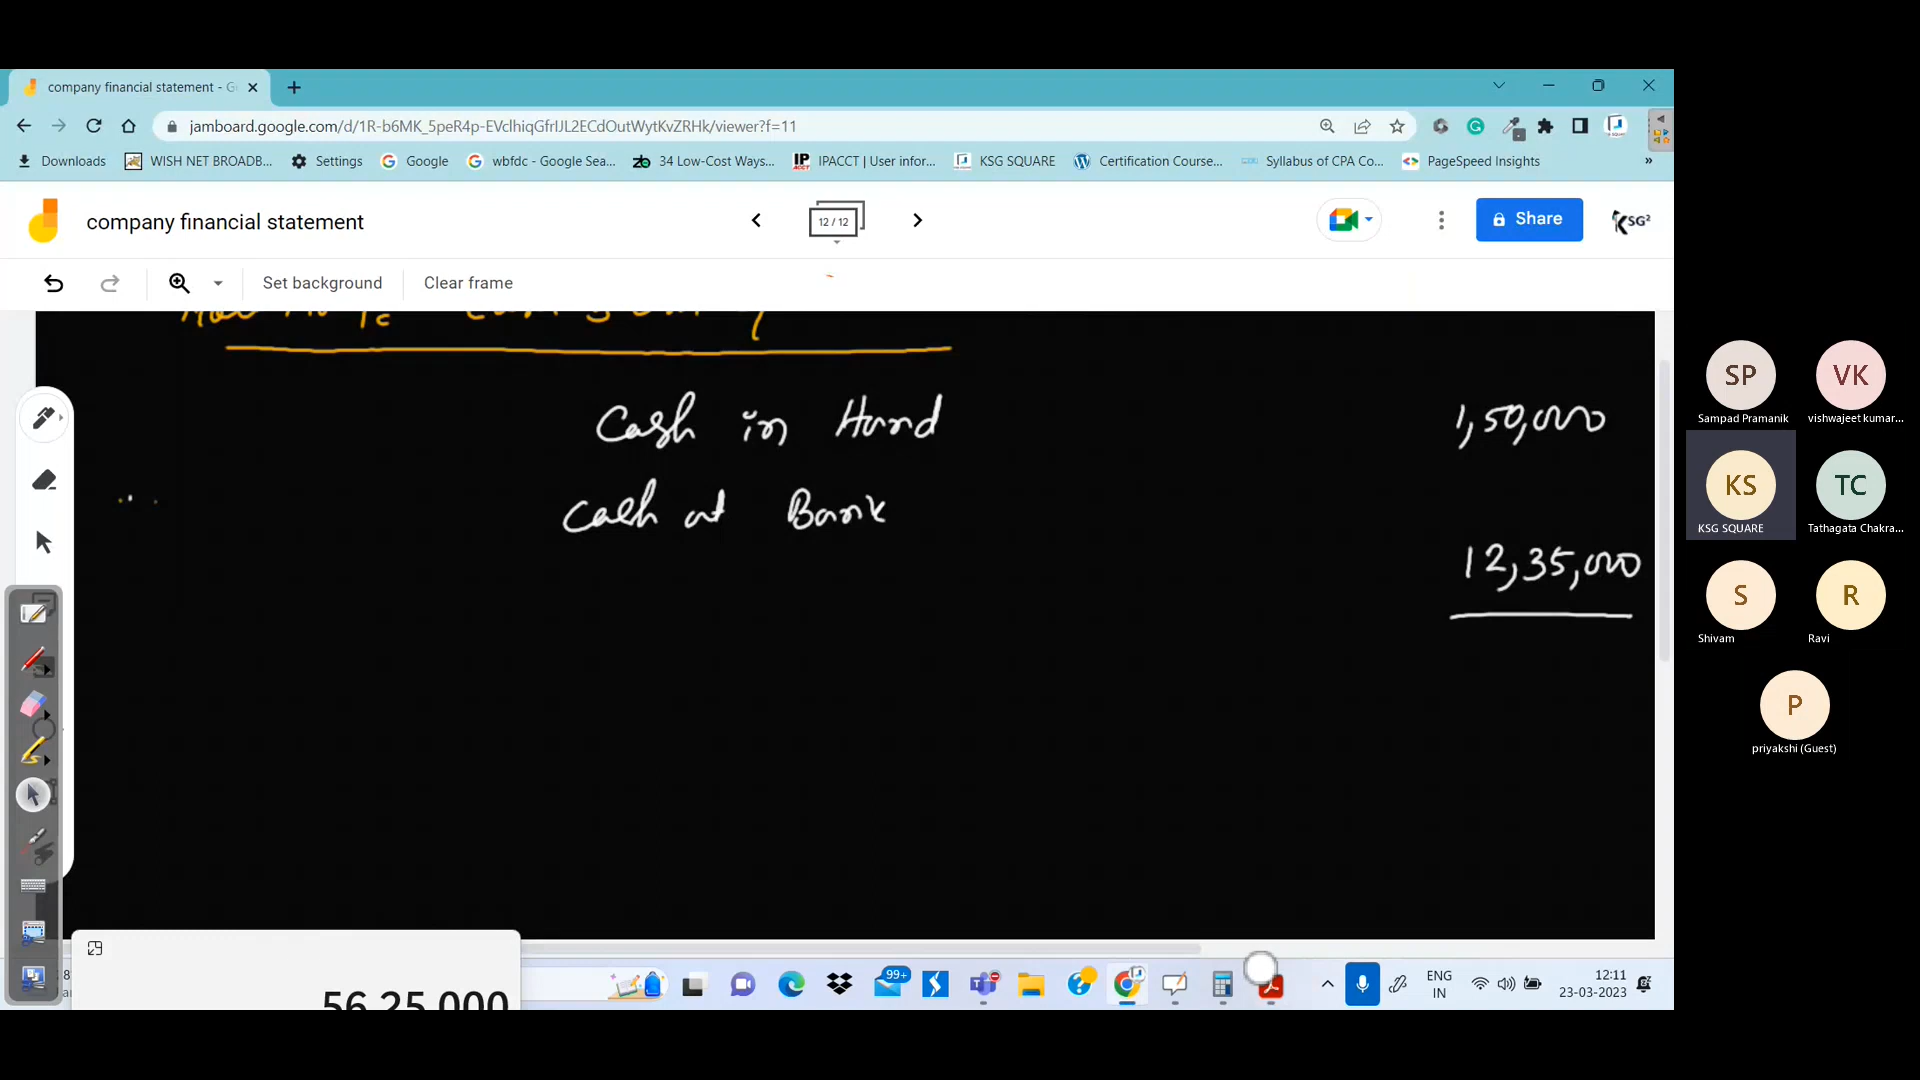 company financial statement - G
jamboard.google.com/d/1R-b6MK_5peR4p-EVclhiqGfrIJL2ECdOutWytKvZRHk/viewer?f=11
Downloads WISH NET BROADB... Settings Google wbfdc - Google Sea... 34 Low-Cost Ways... IPACCT | User infor... KSG SQUARE Certification Course... Syllabus of CPA Co... PageSpeed Insights »
company financial statement 12 / 12 Share KSG²
Set background Clear frame
Cash in Hand 1,50,000
Cash at Bank
12,35,000
SP VK
Sampad Pramanik vishwajeet kumar...
KS TC
KSG SQUARE Tathagata Chakra...
S R
Shivam Ravi
P
priyakshi (Guest)
56,25,000
99+ ENG 12:11
IN 23-03-2023